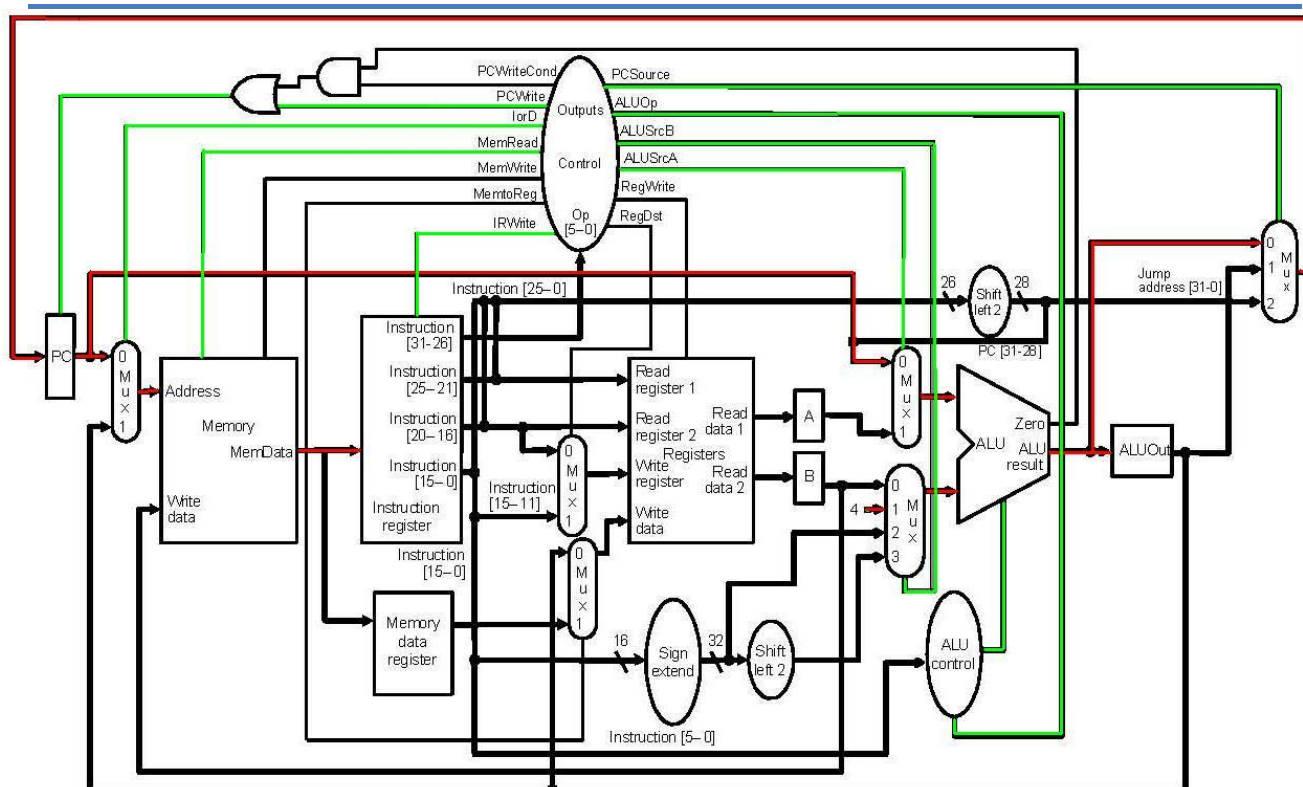 PCWriteCond
PCWrite
IorD
MemRead
MemWrite
MemtoReg
IRWrite
Outputs
Control
Op
[5–0]
PCSource
ALUOp
ALUSrcB
ALUSrcA
RegWrite
RegDst
PC
0
M
u
x
1
Address
Memory
MemData
Write
data
Instruction
[31-26]
Instruction
[25–21]
Instruction
[20–16]
Instruction
[15–0]
Instruction
register
Instruction [25–0]
Instruction
[15–11]
Instruction
[15–0]
Memory
data
register
0
M
u
x
1
0
M
u
x
1
Read
register 1
Read
register 2
Write
register
Write
data
Registers
Read
data 1
Read
data 2
A
B
16
Sign
extend
32
Shift
left 2
Instruction [5–0]
26
Shift
left 2
28
PC [31-28]
Jump
address [31-0]
0
M
u
x
1
4
0
1
2
3
M
u
x
ALU
Zero
ALU
result
ALU
control
ALUOut
0
1
2
M
u
x